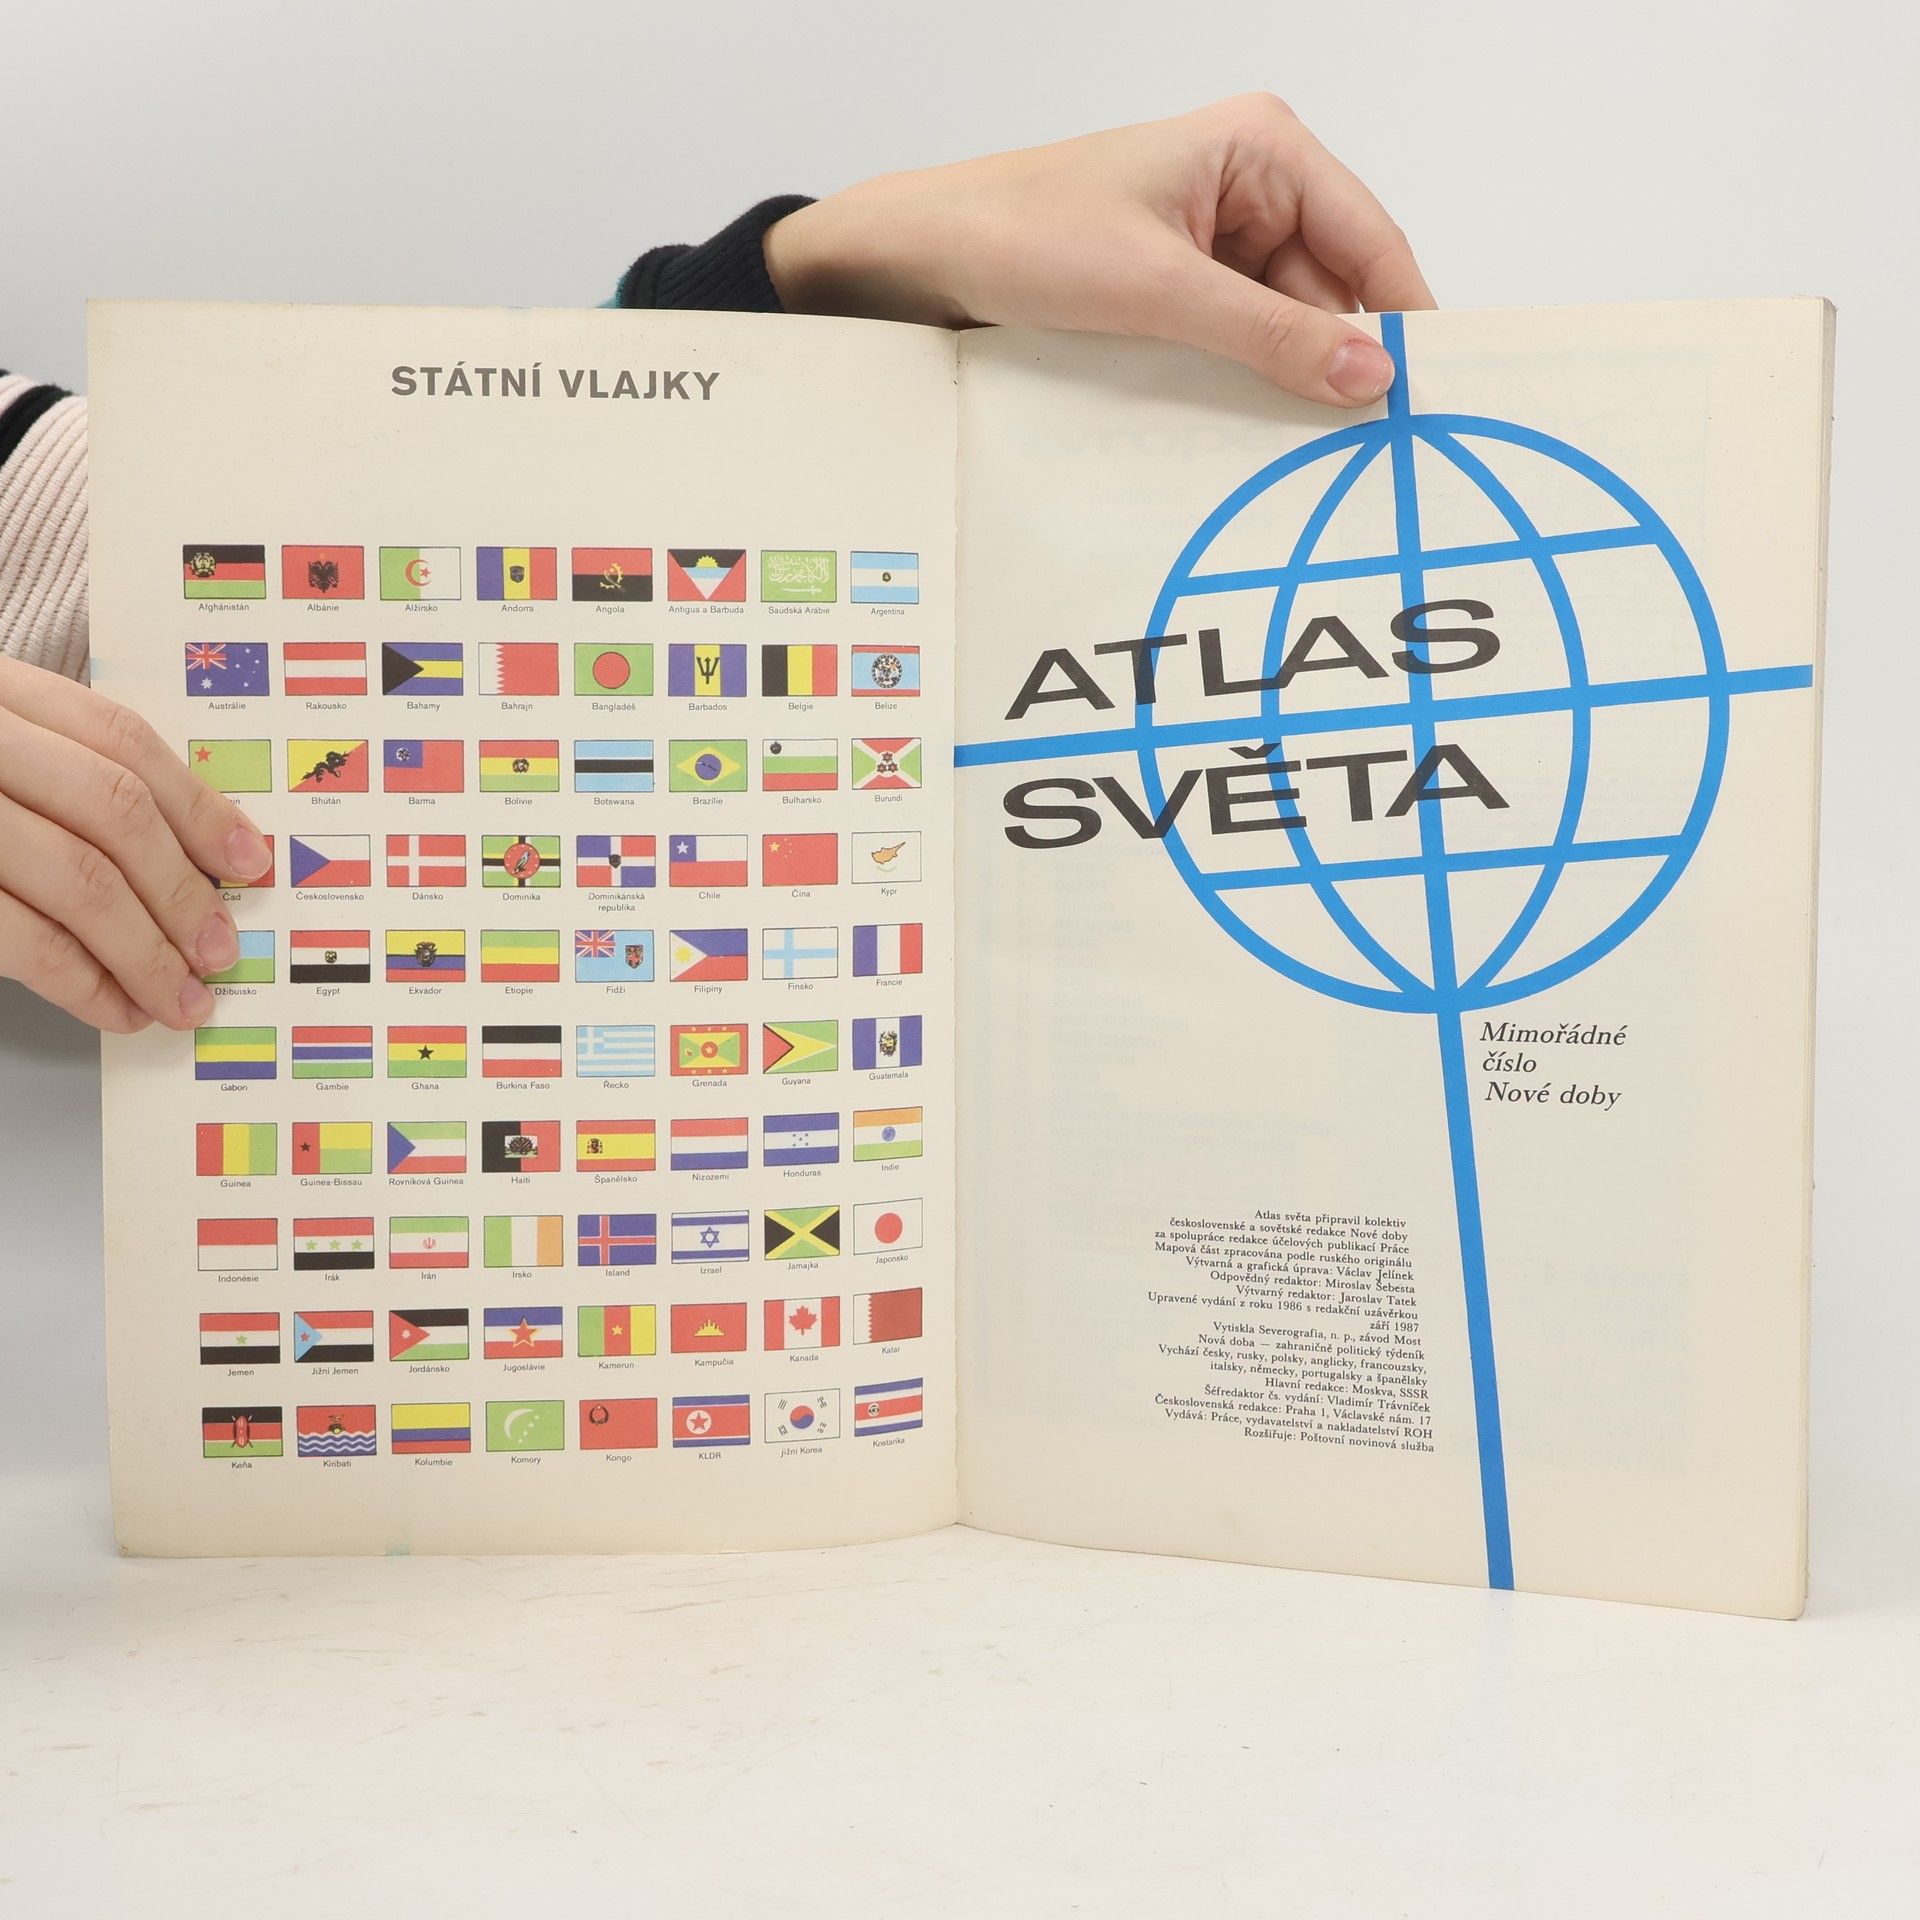 STÁTNÍ VLAJKY
Afghánistán Albánie Alžírsko Andorra Angola Antigua a Barbuda Saúdská Arábie Argentina
Austrálie Rakousko Bahamy Bahrajn Bangladéš Barbados Belgie Belize
Bhútán Barma Bolívie Botswana Brazílie Bulharsko Burundi
Čad Československo Dánsko Dominika Dominikánská republika Chile Čína Kypr
Džibutsko Egypt Ekvádor Etiopie Fidži Filipíny Finsko Francie
Gabon Gambie Ghana Burkina Faso Řecko Grenada Guyana Guatemala
Guinea Guinea-Bissau Rovníková Guinea Haiti Španělsko Nizozemí Honduras Indie
Indonésie Irák Írán Irsko Island Izrael Jamajka Japonsko
Jemen Jižní Jemen Jordánsko Jugoslávie Kamerun Kampučia Kanada Katar
Keňa Kiribati Kolumbie Komory Kongo KLDR jižní Korea Kostarika
ATLAS
SVĚTA
Mimořádné
číslo
Nové doby
Atlas světa připravil kolektiv
československé a sovětské redakce Nové doby
za spolupráce redakce účelových publikací Práce
Mapová část zpracována podle ruského originálu
Výtvarná a grafická úprava: Václav Jelínek
Odpovědný redaktor: Miroslav Šebesta
Výtvarný redaktor: Jaroslav Tatek
Upravené vydání z roku 1986 s redakční uzávěrkou
září 1987
Vytiskla Severografia, n. p., závod Most
Nová doba — zahraničně politický týdeník
Vychází česky, rusky, polsky, anglicky, francouzsky,
italsky, německy, portugalsky a španělsky
Hlavní redakce: Moskva, SSSR
Šéfredaktor čs. vydání: Vladimír Trávníček
Československá redakce: Praha 1, Václavské nám. 17
Vydává: Práce, vydavatelství a nakladatelství ROH
Rozšiřuje: Poštovní novinová služba